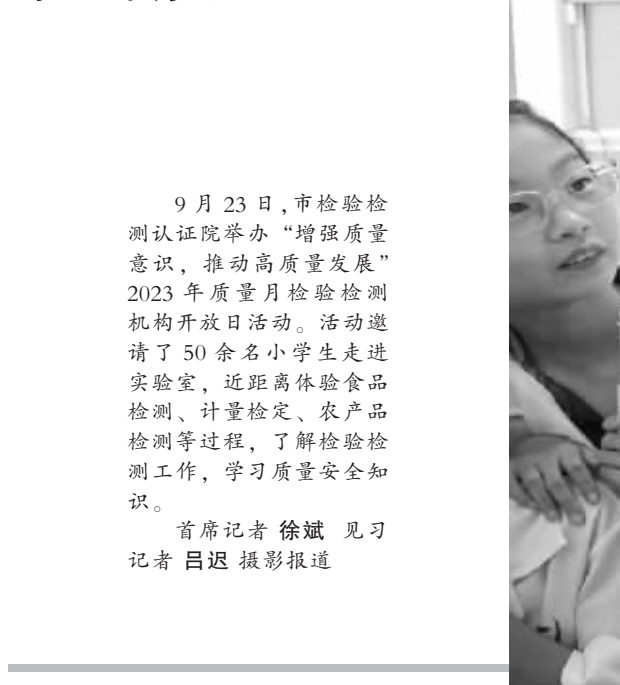 9 月 23 日，市检验检
测认证院举办“增强质量
意识，推动高质量发展”
2023 年质量月检验检测
机构开放日活动。活动邀
请了 50 余名小学生走进
实验室，近距离体验食品
检测、计量检定、农产品
检测等过程，了解检验检
测工作，学习质量安全知
识。
首席记者 徐斌 见习
记者 吕迟 摄影报道